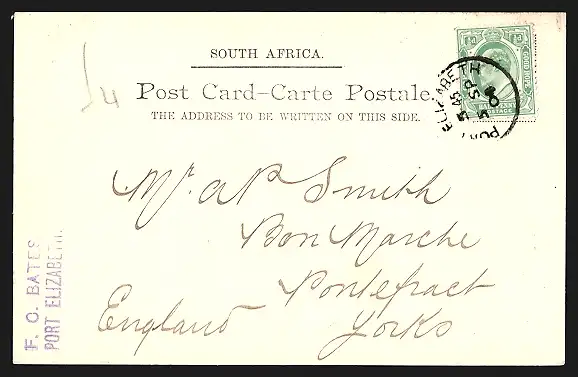 SOUTH AFRICA.
Post Card–Carte Postale.
THE ADDRESS TO BE WRITTEN ON THIS SIDE.
PORT ELIZABETH
SP
Mr. A P Smith
Bon Marche
Pontefract
England Yorks
F. O. BATES,
PORT ELIZABETH.